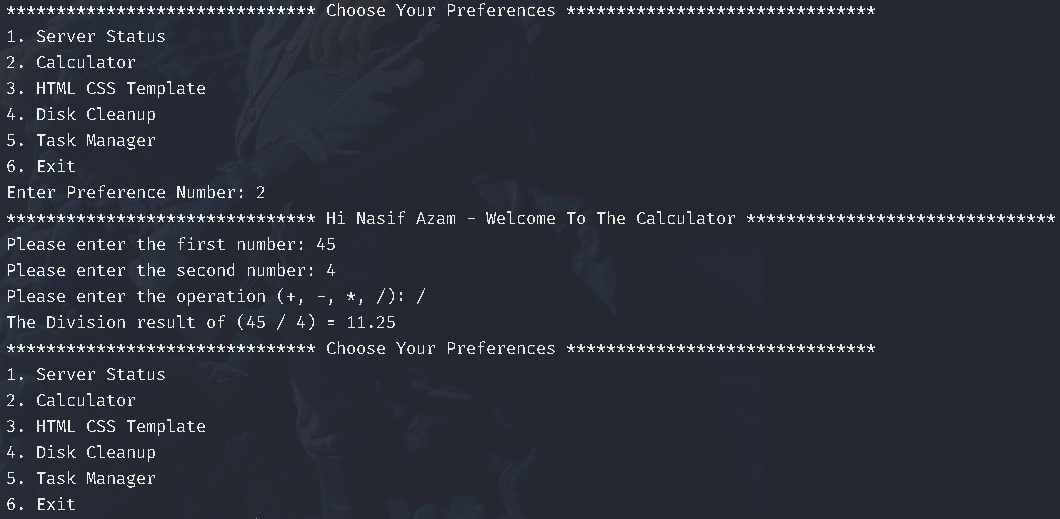 ******************************* Choose Your Preferences *******************************
1. Server Status
2. Calculator
3. HTML CSS Template
4. Disk Cleanup
5. Task Manager
6. Exit
Enter Preference Number: 2
******************************* Hi Nasif Azam - Welcome To The Calculator *******************************
Please enter the first number: 45
Please enter the second number: 4
Please enter the operation (+, -, *, /): /
The Division result of (45 / 4) = 11.25
******************************* Choose Your Preferences *******************************
1. Server Status
2. Calculator
3. HTML CSS Template
4. Disk Cleanup
5. Task Manager
6. Exit